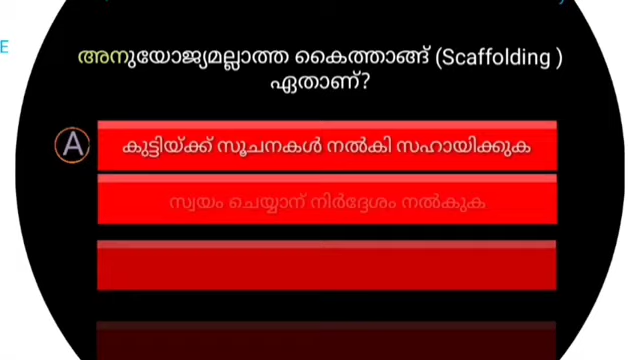 E
അനുയോജ്യമല്ലാത്ത കൈത്താങ്ങ് (Scaffolding )
ഏതാണ്?
A
കുട്ടിയ്ക്ക് സൂചനകൾ നൽകി സഹായിക്കുക
സ്വയം ചെയ്യാന് നിർദ്ദേശം നൽകുക